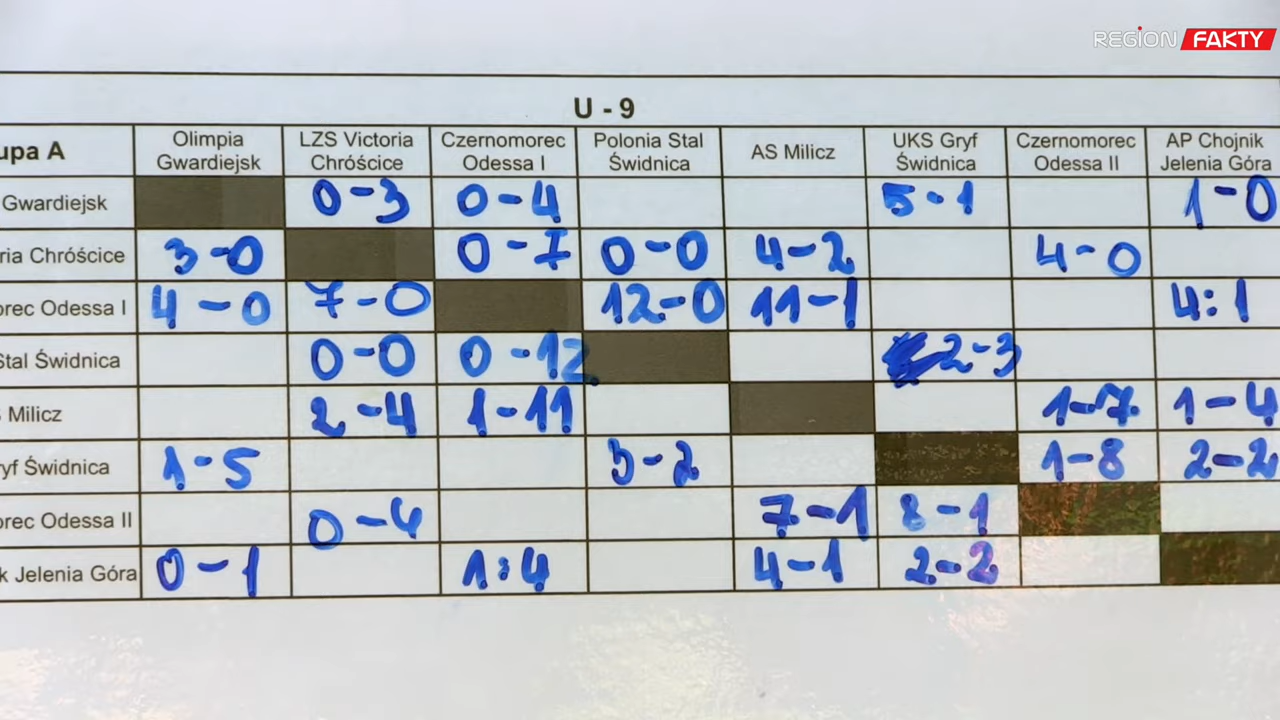 REGION FAKTY
U - 9
upa A Olimpia Gwardiejsk LZS Victoria Chróścice Czernomorec Odessa I Polonia Stal Świdnica AS Milicz UKS Gryf Świdnica Czernomorec Odessa II AP Chojnik Jelenia Góra
Gwardiejsk 0-3 0-4 5-1 1-0
ria Chróścice 3-0 0-7 0-0 4-2 4-0
orec Odessa I 4-0 7-0 12-0 11-1 4:1
Stal Świdnica 0-0 0-12 2-3
Milicz 2-4 1-11 1-7 1-4
ryf Świdnica 1-5 3-2 1-8 2-2
orec Odessa II 0-4 7-1 8-1
k Jelenia Góra 0-1 1:4 4-1 2-2